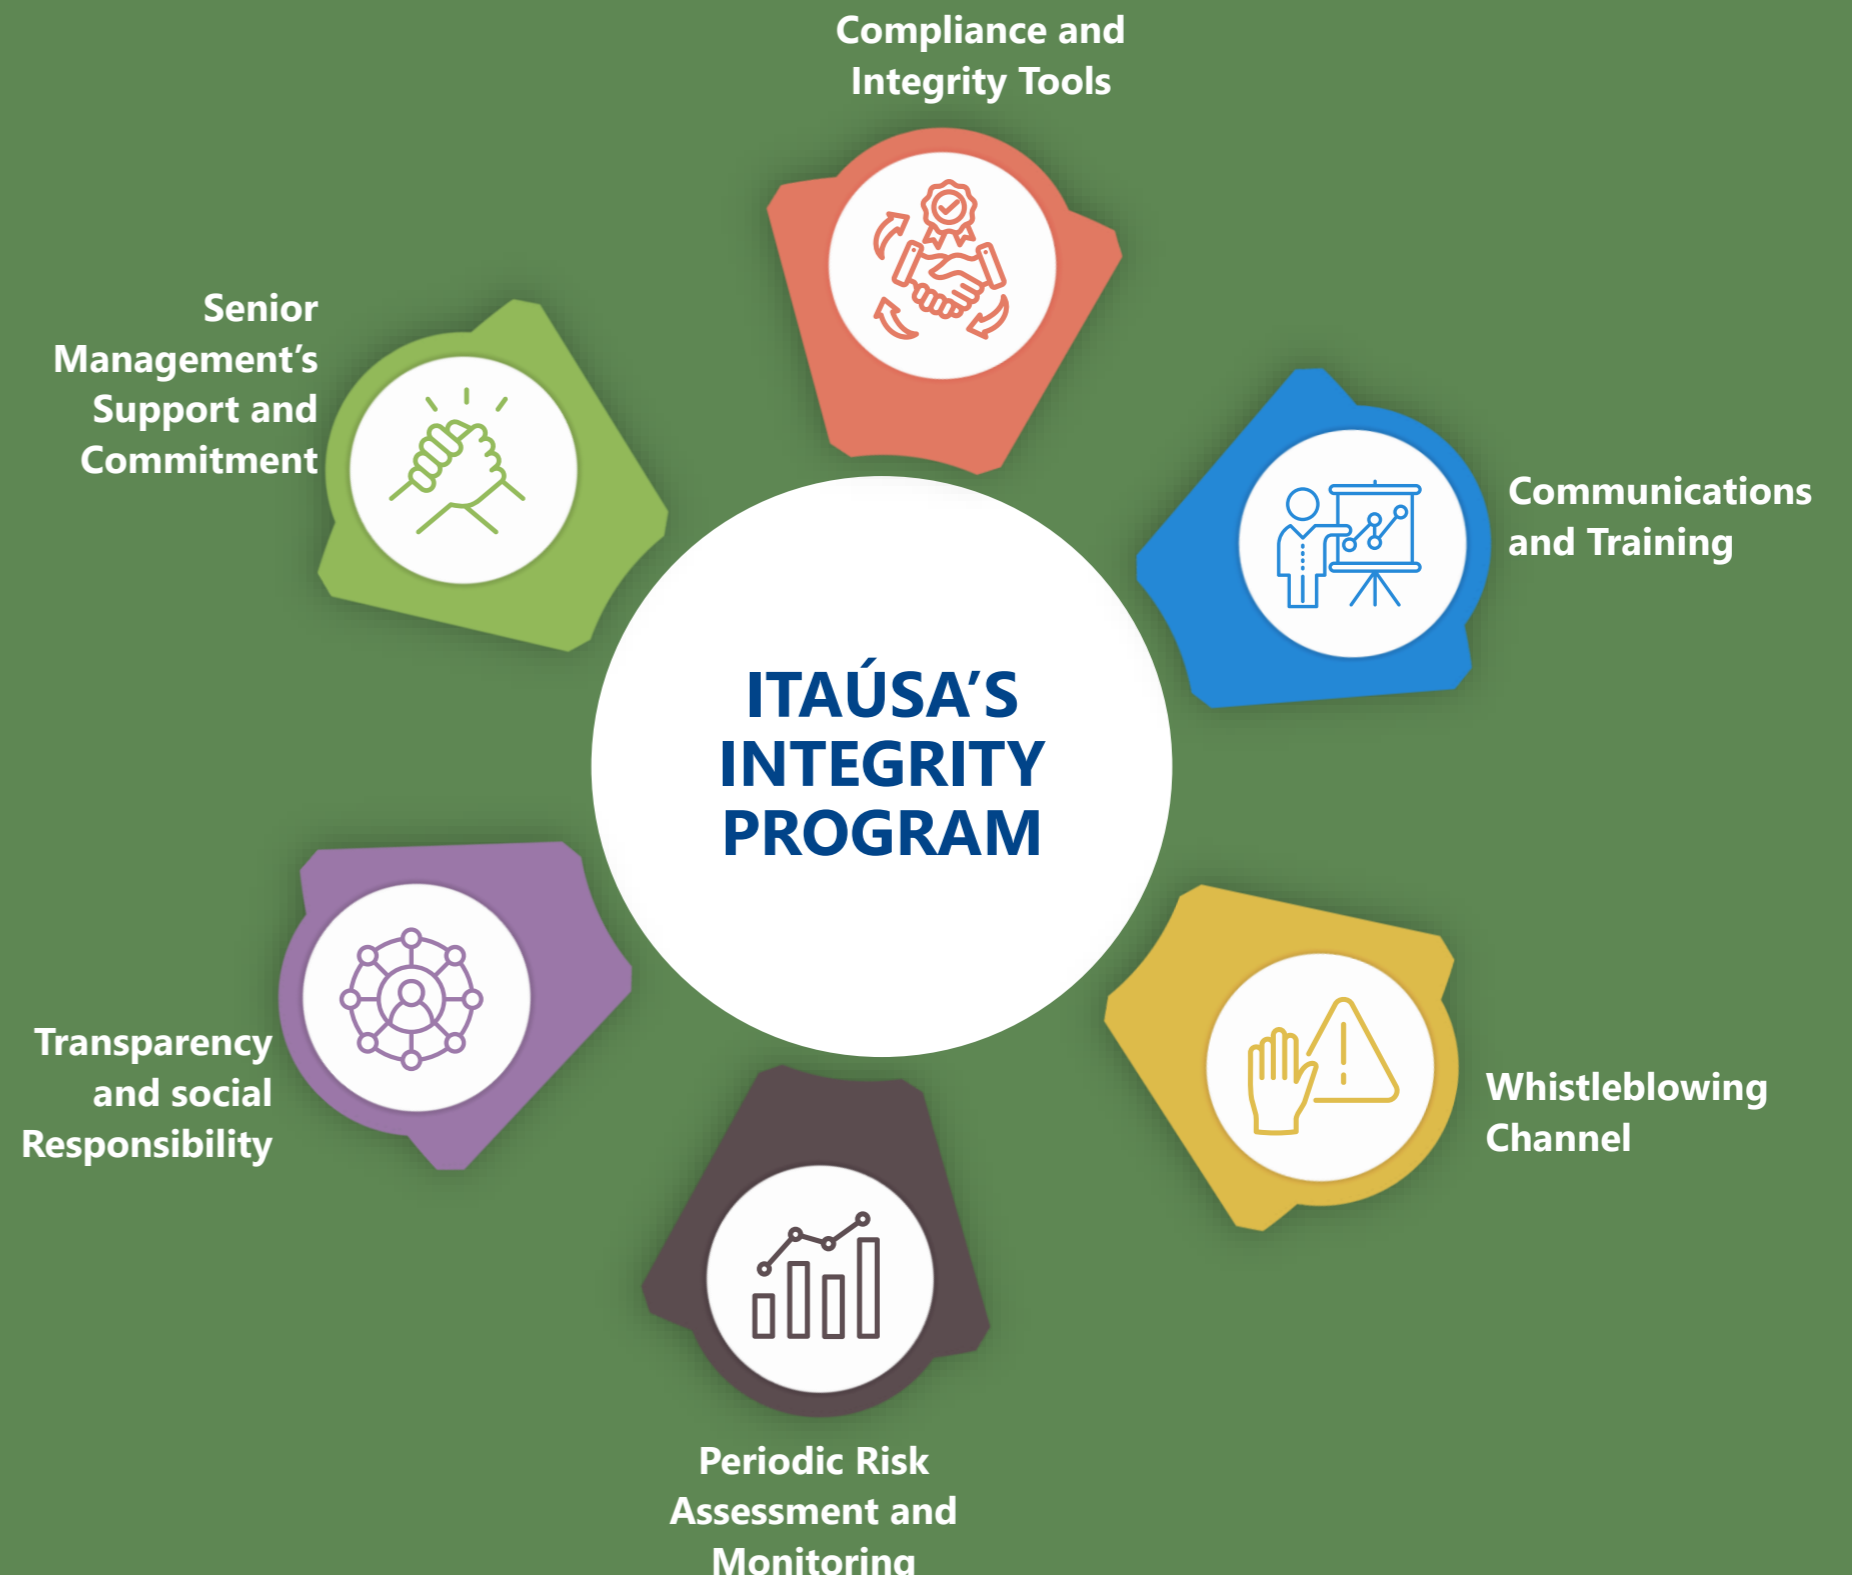 Compliance and
Integrity Tools
Senior
Management’s
Support and
Commitment
Communications
and Training
ITAÚSA’S
INTEGRITY
PROGRAM
Transparency
and social
Responsibility
Whistleblowing
Channel
Periodic Risk
Assessment and
Monitoring